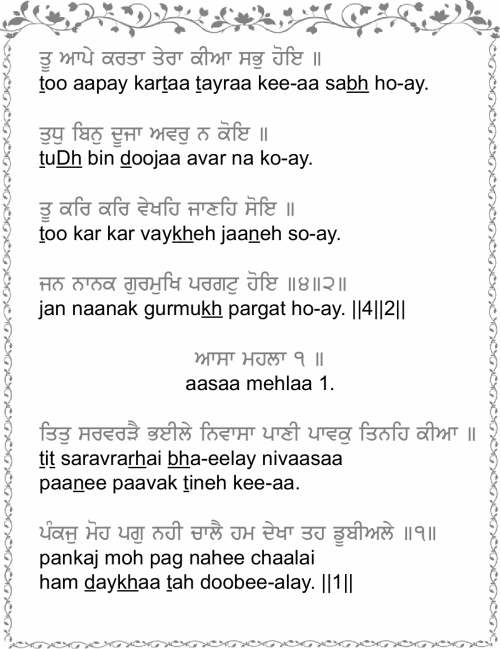 ਤੂ ਆਪੇ ਕਰਤਾ ਤੇਰਾ ਕੀਆ ਸਭੁ ਹੋਇ ॥
too aapay kartaa tayraa kee-aa sabh ho-ay.
ਤੁਧੁ ਬਿਨੁ ਦੂਜਾ ਅਵਰੁ ਨ ਕੋਇ ॥
tuDh bin doojaa avar na ko-ay.
ਤੂ ਕਰਿ ਕਰਿ ਵੇਖਹਿ ਜਾਣਹਿ ਸੋਇ ॥
too kar kar vaykheh jaaneh so-ay.
ਜਨ ਨਾਨਕ ਗੁਰਮੁਖਿ ਪਰਗਟੁ ਹੋਇ ॥੪॥੨॥
jan naanak gurmukh pargat ho-ay. ||4||2||
ਆਸਾ ਮਹਲਾ ੧ ॥
aasaa mehlaa 1.
ਤਿਤੁ ਸਰਵਰੜੈ ਭਈਲੇ ਨਿਵਾਸਾ ਪਾਣੀ ਪਾਵਕੁ ਤਿਨਹਿ ਕੀਆ ॥
tit saravrarhai bha-eelay nivaasaa
paanee paavak tineh kee-aa.
ਪੰਕਜੁ ਮੋਹ ਪਗੁ ਨਹੀ ਚਾਲੈ ਹਮ ਦੇਖਾ ਤਹ ਡੂਬੀਅਲੇ ॥੧॥
pankaj moh pag nahee chaalai
ham daykhaa tah doobee-alay. ||1||